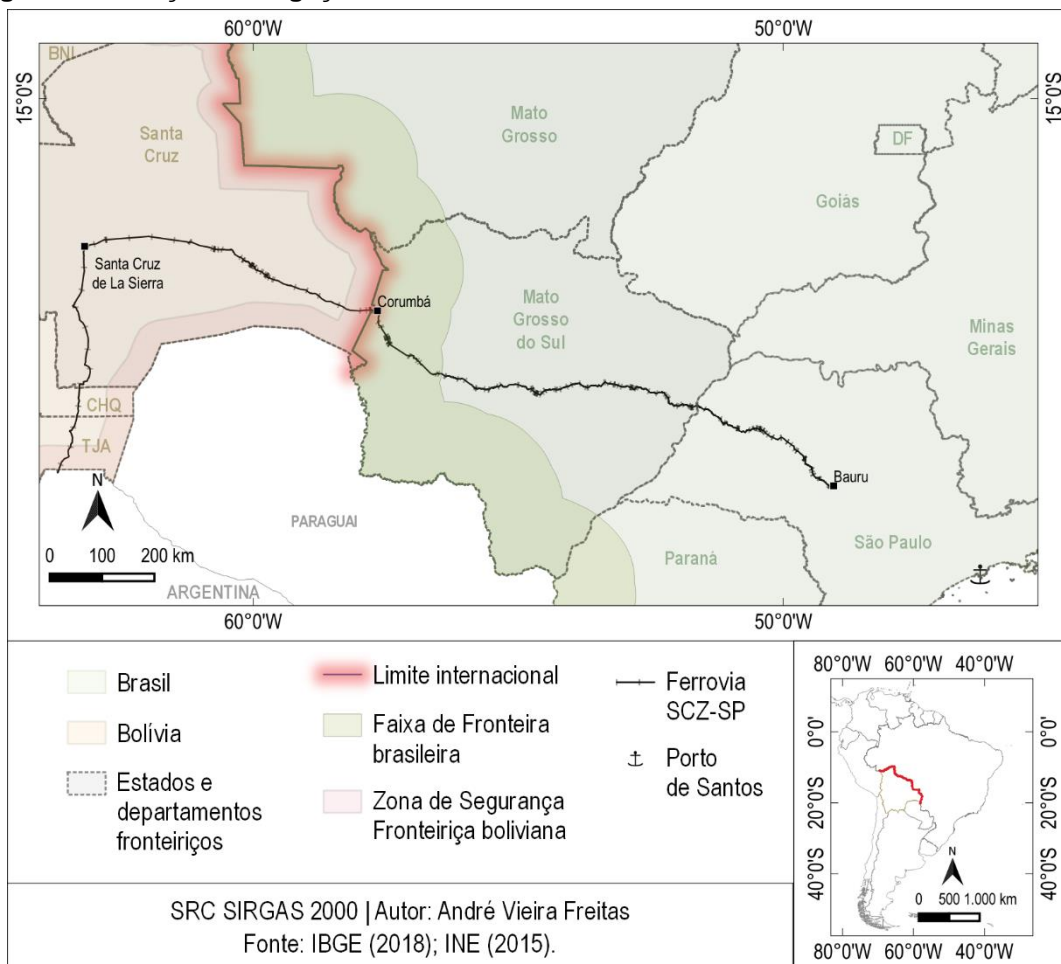 60°0'W 50°0'W
BNI
15°0'S 15°0'S
Mato
Grosso
Santa
Cruz
DF
Goiás
Santa Cruz
de La Sierra
Corumbá
Mato
Grosso
do Sul
Minas
Gerais
CHQ
TJA
Bauru
N
PARAGUAI
São Paulo
Paraná
0 100 200 km
ARGENTINA
60°0'W 50°0'W
Brasil
Bolívia
Estados e
departamentos
fronteiriços
Limite internacional
Faixa de Fronteira
brasileira
Zona de Segurança
Fronteiriça boliviana
Ferrovia
SCZ-SP
Porto
de Santos
80°0'W 60°0'W 40°0'W
0°0' 0°0'
20°0'S 20°0'S
40°0'S 40°0'S
N
0 500 1.000 km
80°0'W 60°0'W 40°0'W
SRC SIRGAS 2000 | Autor: André Vieira Freitas
Fonte: IBGE (2018); INE (2015).